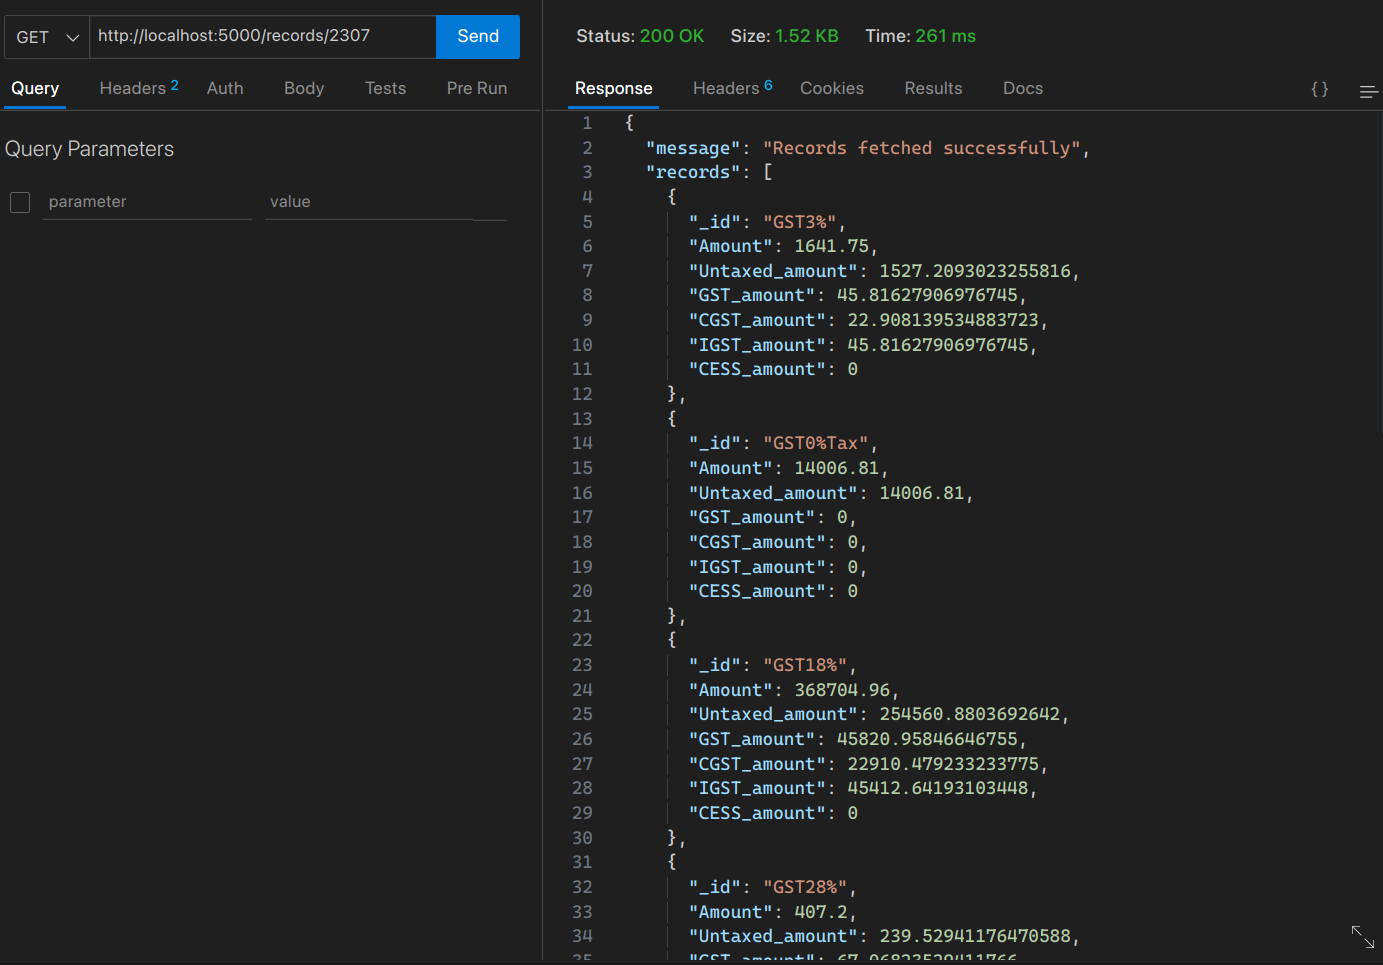 GET http://localhost:5000/records/2307 Send
Query Headers 2 Auth Body Tests Pre Run
Query Parameters
parameter value
Status: 200 OK Size: 1.52 KB Time: 261 ms
Response Headers 6 Cookies Results Docs { }
1 {
2 "message": "Records fetched successfully",
3 "records": [
4 {
5 "_id": "GST3%",
6 "Amount": 1641.75,
7 "Untaxed_amount": 1527.2093023255816,
8 "GST_amount": 45.81627906976745,
9 "CGST_amount": 22.908139534883723,
10 "IGST_amount": 45.81627906976745,
11 "CESS_amount": 0
12 },
13 {
14 "_id": "GST0%Tax",
15 "Amount": 14006.81,
16 "Untaxed_amount": 14006.81,
17 "GST_amount": 0,
18 "CGST_amount": 0,
19 "IGST_amount": 0,
20 "CESS_amount": 0
21 },
22 {
23 "_id": "GST18%",
24 "Amount": 368704.96,
25 "Untaxed_amount": 254560.8803692642,
26 "GST_amount": 45820.95846646755,
27 "CGST_amount": 22910.479233233775,
28 "IGST_amount": 45412.64193103448,
29 "CESS_amount": 0
30 },
31 {
32 "_id": "GST28%",
33 "Amount": 407.2,
34 "Untaxed_amount": 239.52941176470588,
35 "GST_amount": 67.06823529411766